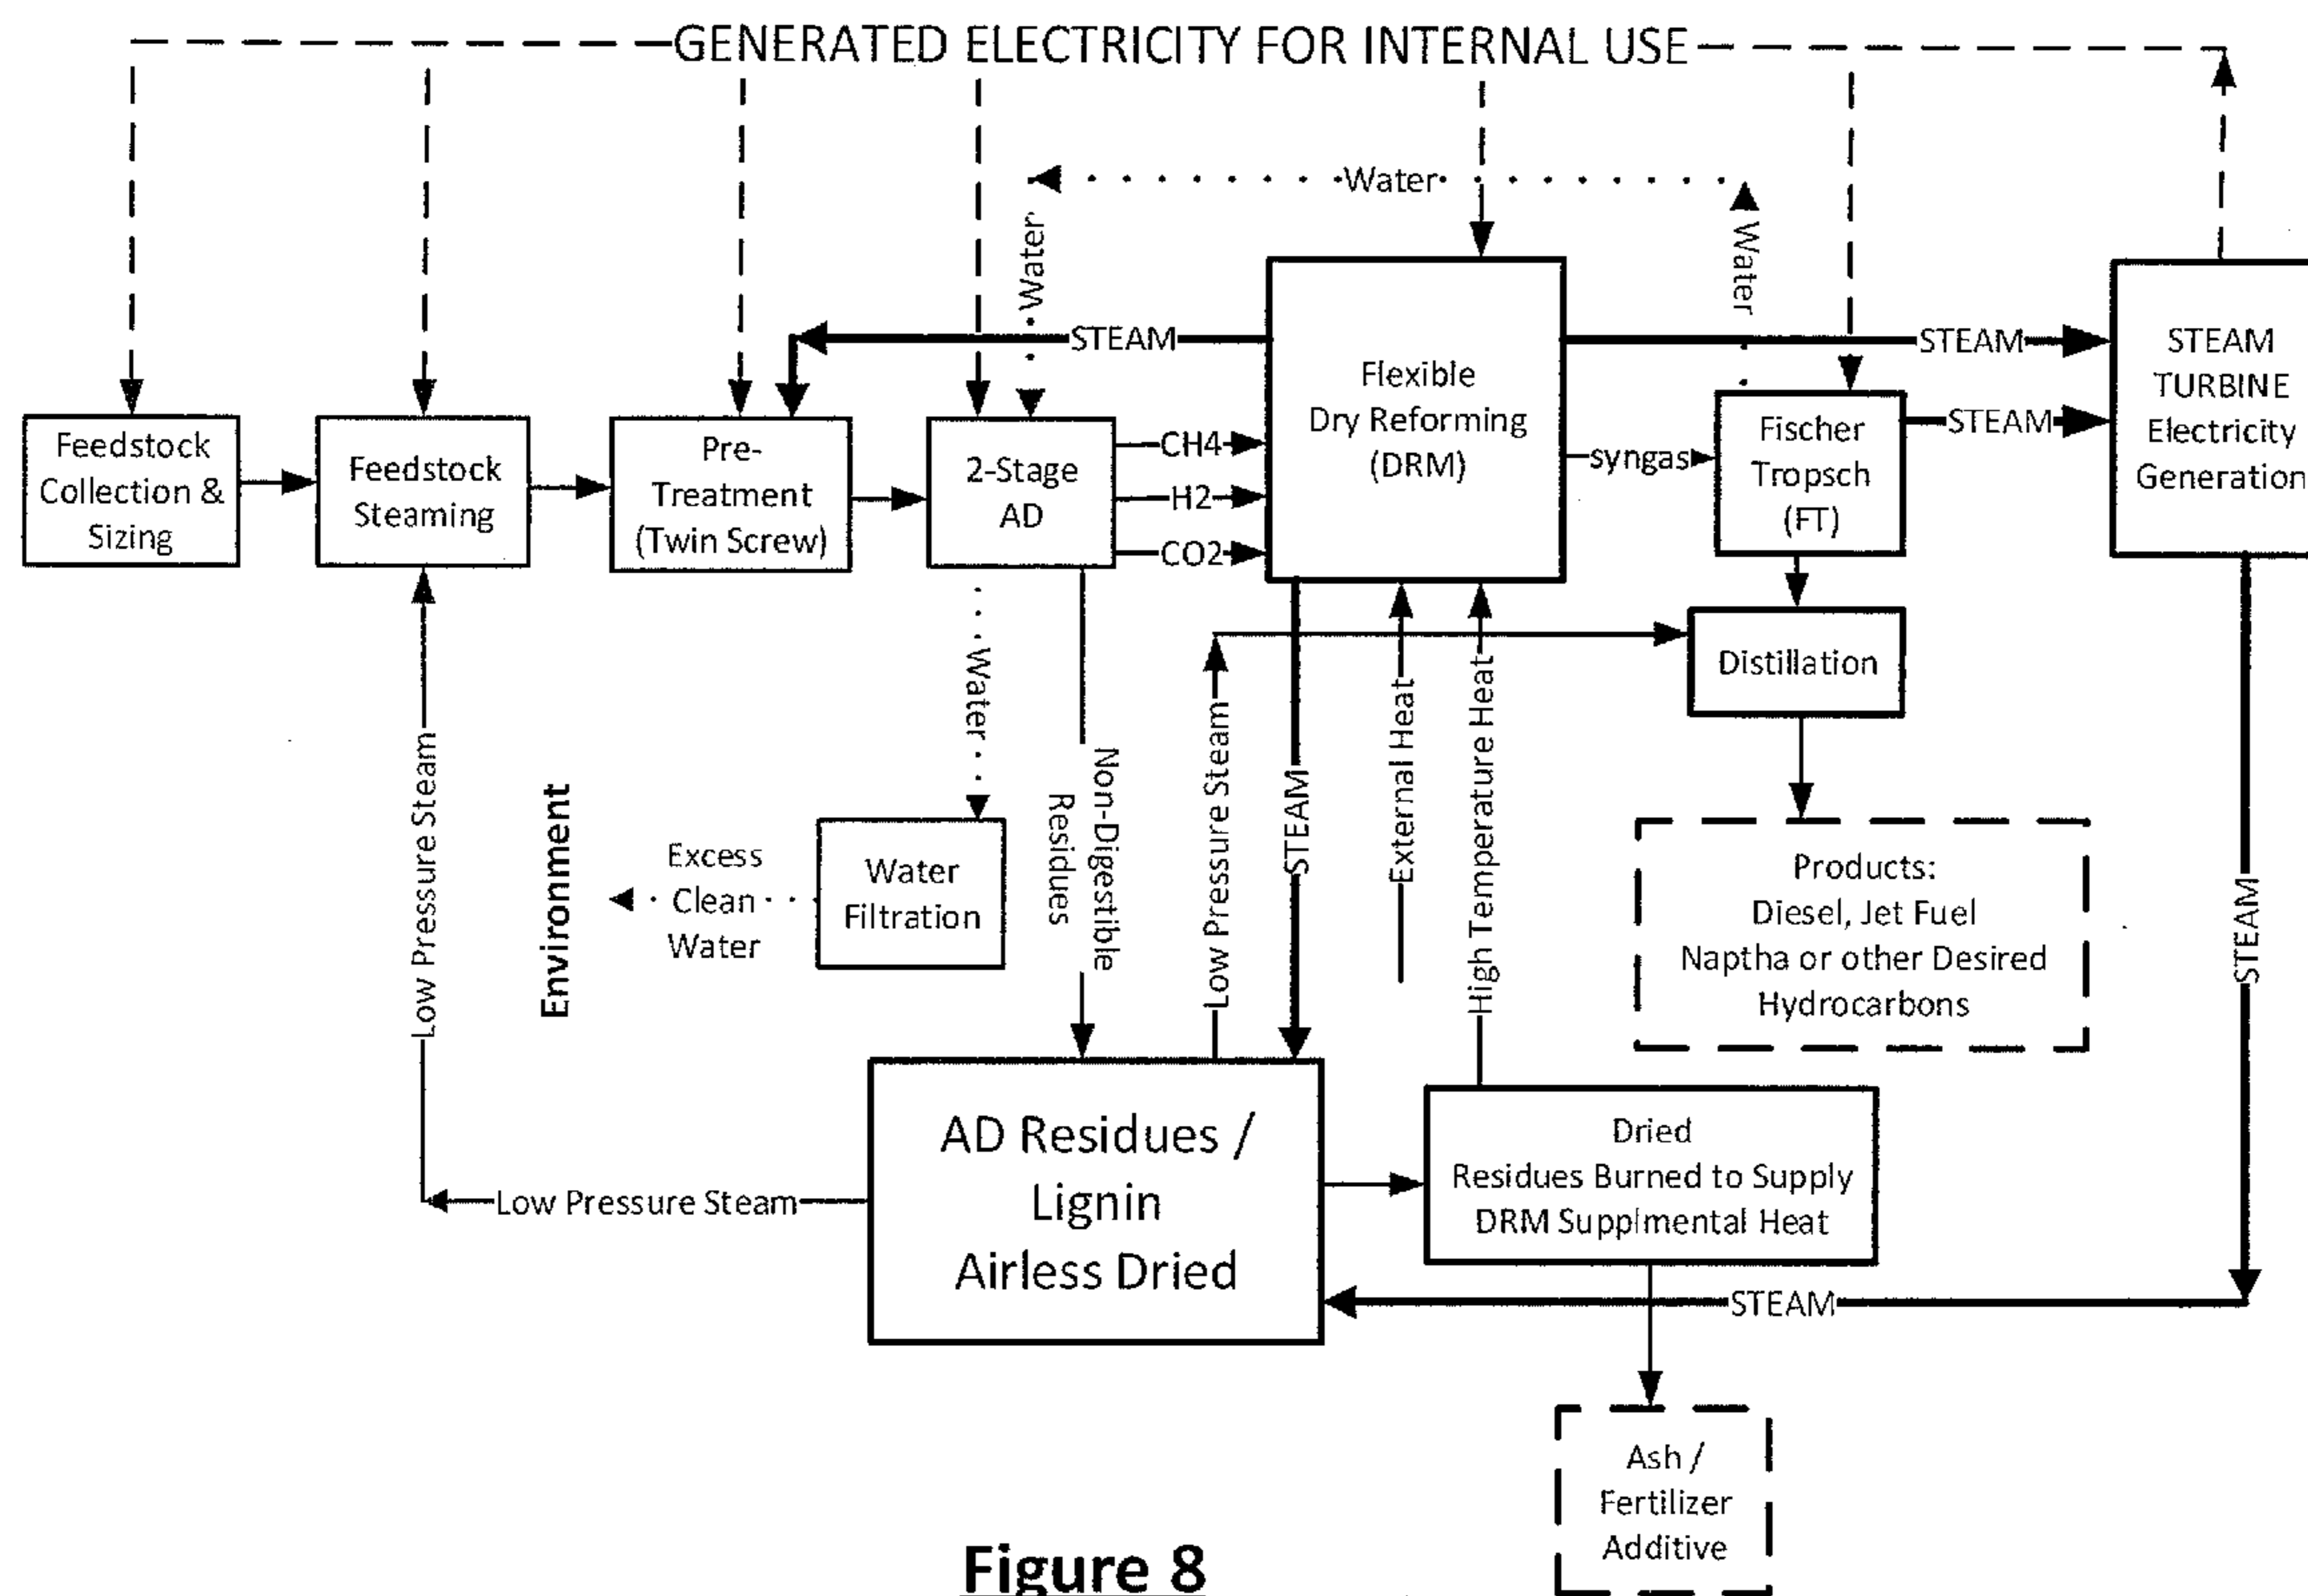 GENERATED ELECTRICITY FOR INTERNAL USE
Water
Water
Water
STEAM
STEAM
STEAM
Feedstock
Collection &
Sizing
Feedstock
Steaming
Pre-
Treatment
(Twin Screw)
2-Stage
AD
CH4
H2
CO2
Flexible
Dry Reforming
(DRM)
syngas
Fischer
Tropsch
(FT)
STEAM
TURBINE
Electricity
Generation
Distillation
Low Pressure Steam
Environment
Excess
Clean
Water
Water
Filtration
Water
Non-Digestible
Residues
Low Pressure Steam
STEAM
External Heat
High Temperature Heat
Products:
Diesel, Jet Fuel
Naptha or other Desired
Hydrocarbons
STEAM
Low Pressure Steam
AD Residues /
Lignin
Airless Dried
Dried
Residues Burned to Supply
DRM Supplmental Heat
STEAM
Ash /
Fertilizer
Additive
Figure 8